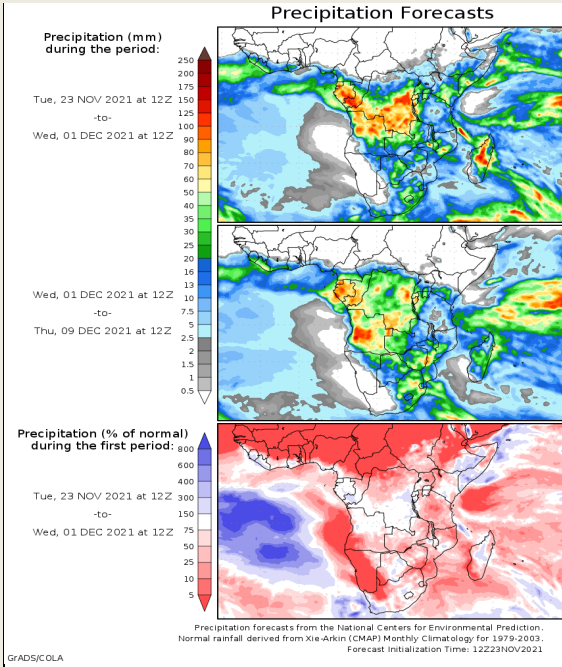 Precipitation Forecasts
Precipitation (mm)
during the period:
Tue, 23 NOV 2021 at 12Z
-to-
Wed, 01 DEC 2021 at 12Z
250
200
175
150
125
100
90
80
70
60
50
40
35
30
25
20
16
13
10
7.5
5
2.5
2
1.5
1
0.5
Wed, 01 DEC 2021 at 12Z
-to-
Thu, 09 DEC 2021 at 12Z
Precipitation (% of normal)
during the first period:
Tue, 23 NOV 2021 at 12Z
-to-
Wed, 01 DEC 2021 at 12Z
800
600
400
300
150
75
50
25
10
5
Precipitation forecasts from the National Centers for Environmental Prediction.
Normal rainfall derived from Xie-Arkin (CMAP) Monthly Climatology for 1979-2003.
Forecast Initialization Time: 12Z23NOV2021
GrADS/COLA